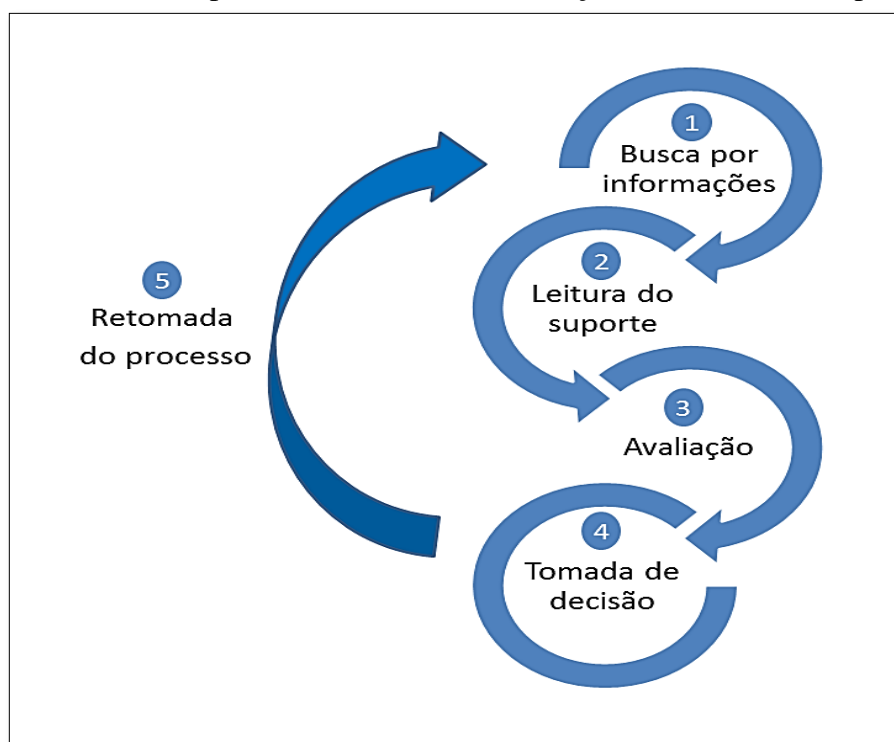 1
Busca por
informações
2
Leitura do
suporte
3
Avaliação
4
Tomada de
decisão
5
Retomada
do processo